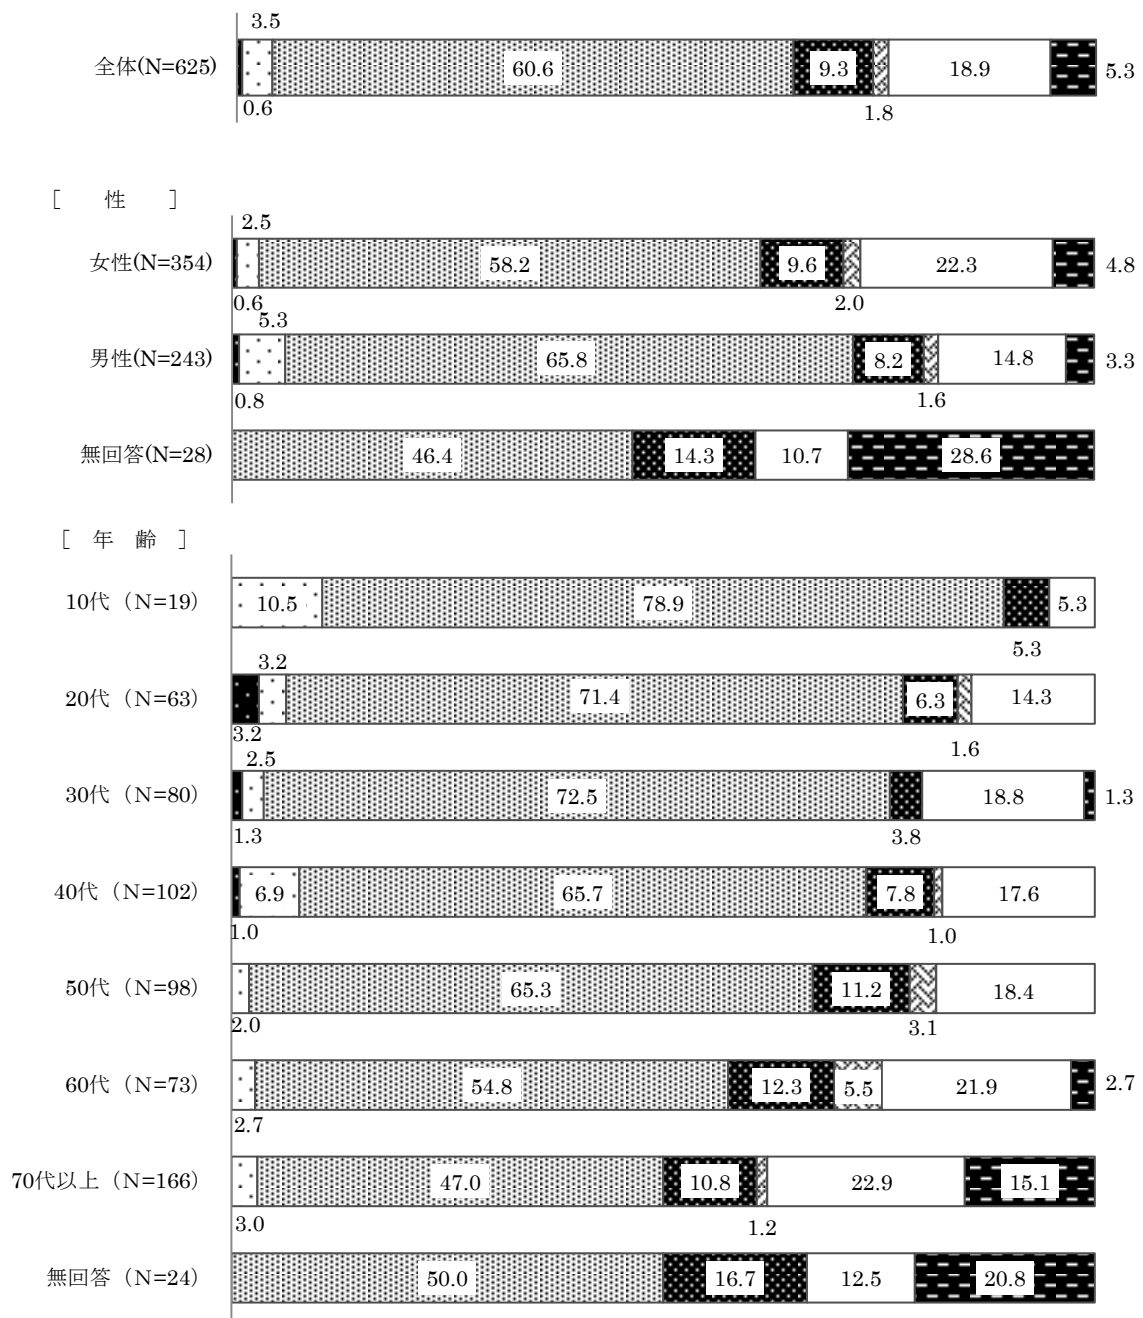 3.5
全体(N=625) 60.6 9.3 18.9 5.3
0.6 1.8
［　性　］
2.5
女性(N=354) 58.2 9.6 22.3 4.8
0.6 2.0
5.3
男性(N=243) 65.8 8.2 14.8 3.3
0.8 1.6
無回答(N=28) 46.4 14.3 10.7 28.6
［　年　齢　］
10代（N=19） 10.5 78.9 5.3
5.3
3.2
20代（N=63） 71.4 6.3 14.3
3.2 1.6
2.5
30代（N=80） 72.5 18.8 1.3
1.3 3.8
40代（N=102） 6.9 65.7 7.8 17.6
1.0 1.0
50代（N=98） 65.3 11.2 18.4
2.0 3.1
60代（N=73） 54.8 12.3 5.5 21.9 2.7
2.7
70代以上（N=166） 47.0 10.8 22.9 15.1
3.0 1.2
無回答（N=24） 50.0 16.7 12.5 20.8